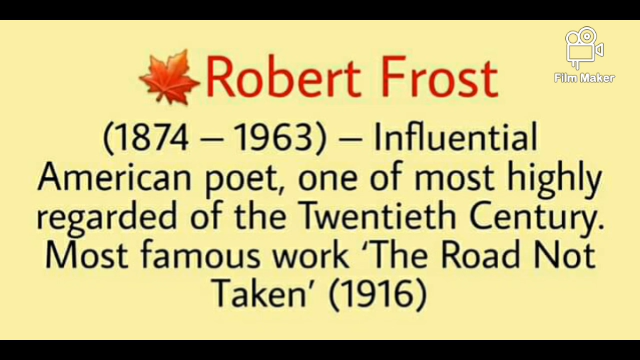 Film Maker
🍁Robert Frost
(1874 – 1963) – Influential
American poet, one of most highly
regarded of the Twentieth Century.
Most famous work ‘The Road Not
Taken’ (1916)